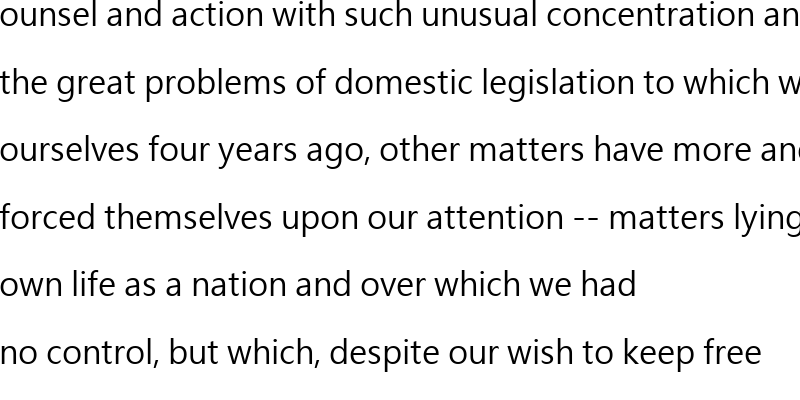 ounsel and action with such unusual concentration an
the great problems of domestic legislation to which w
ourselves four years ago, other matters have more an
forced themselves upon our attention -- matters lying
own life as a nation and over which we had
no control, but which, despite our wish to keep free